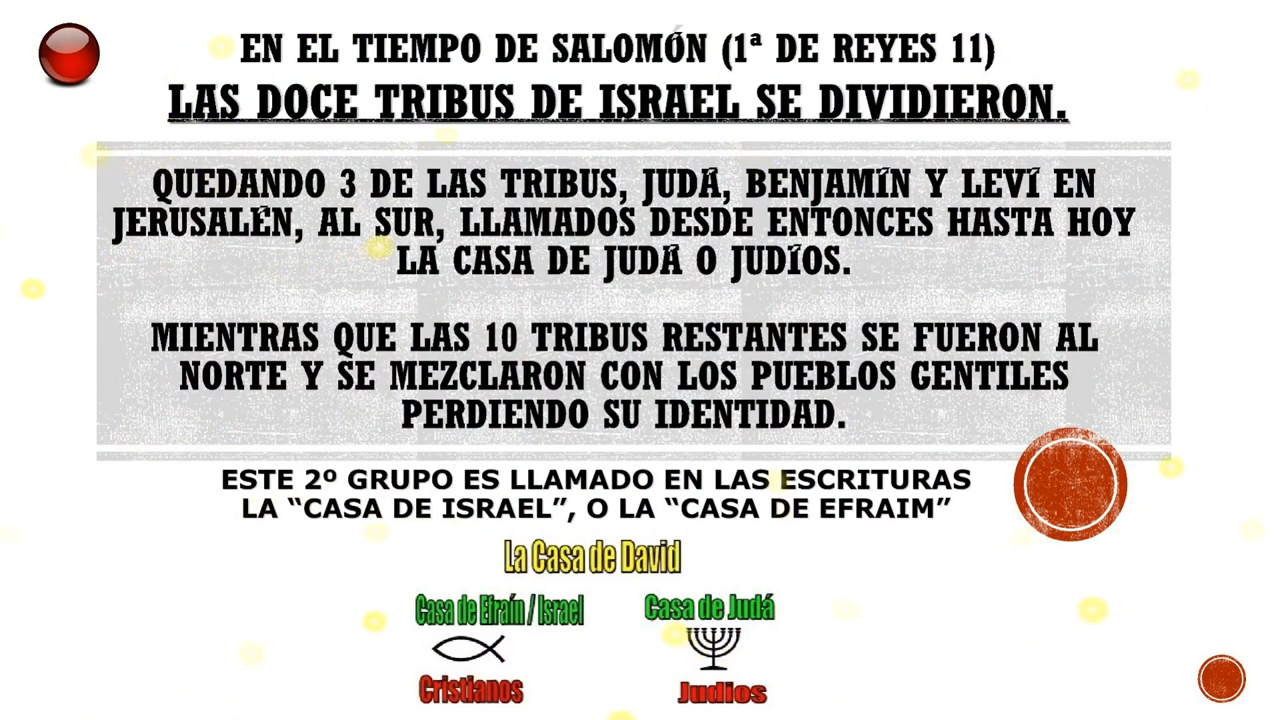 EN EL TIEMPO DE SALOMÓN (1ª DE REYES 11)
LAS DOCE TRIBUS DE ISRAEL SE DIVIDIERON.
QUEDANDO 3 DE LAS TRIBUS, JUDÁ, BENJAMÍN Y LEVÍ EN
JERUSALÉN, AL SUR, LLAMADOS DESDE ENTONCES HASTA HOY
LA CASA DE JUDÁ O JUDÍOS.
MIENTRAS QUE LAS 10 TRIBUS RESTANTES SE FUERON AL
NORTE Y SE MEZCLARON CON LOS PUEBLOS GENTILES
PERDIENDO SU IDENTIDAD.
ESTE 2º GRUPO ES LLAMADO EN LAS ESCRITURAS
LA “CASA DE ISRAEL”, O LA “CASA DE EFRAIM”
La Casa de David
Casa de Efraín / Israel Casa de Judá
Cristianos Judios